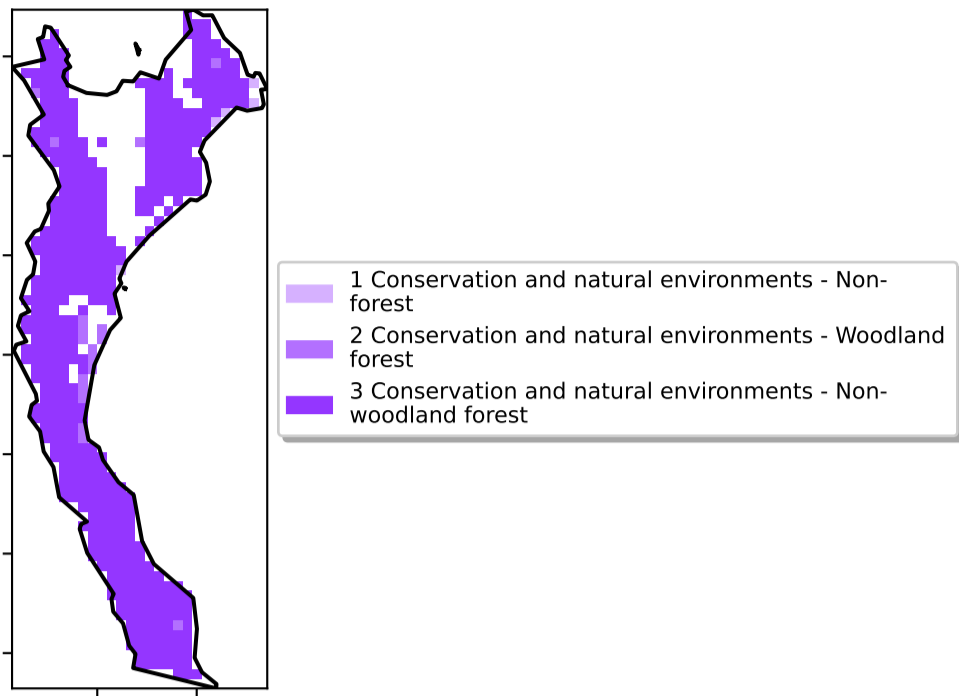 1 Conservation and natural environments - Non-
forest
2 Conservation and natural environments - Woodland
forest
3 Conservation and natural environments - Non-
woodland forest